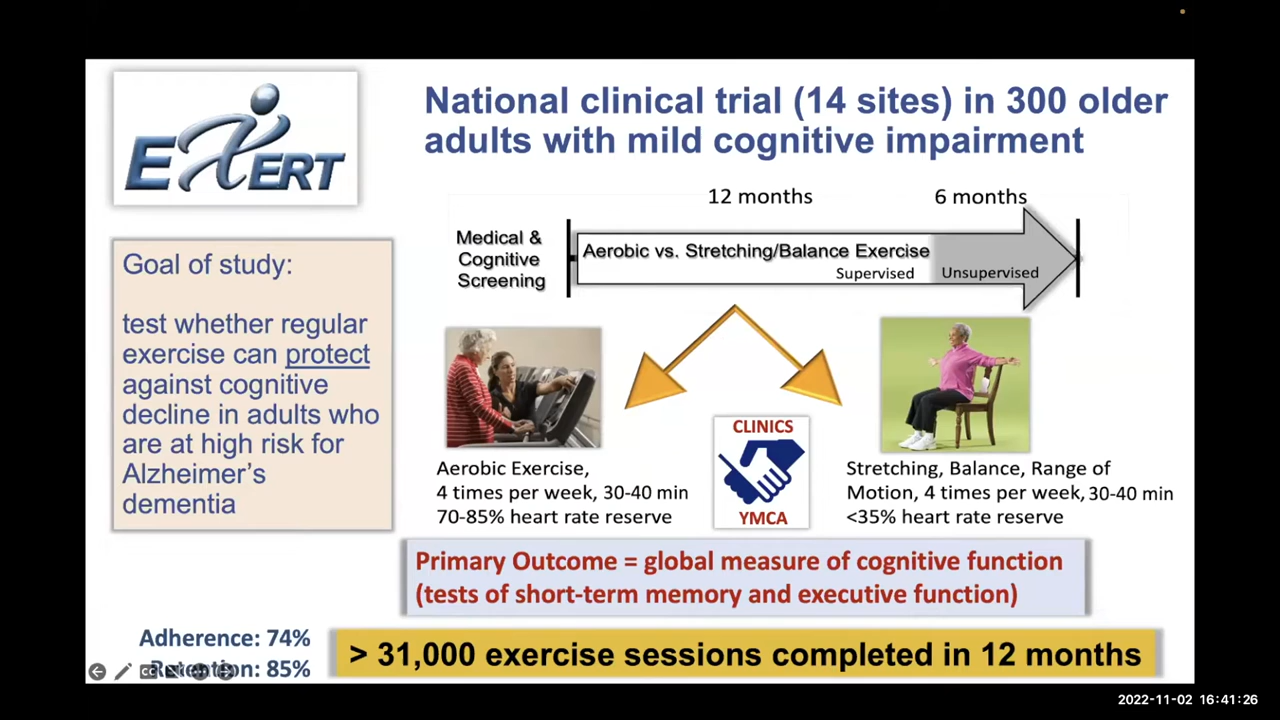 EXERT
National clinical trial (14 sites) in 300 older
adults with mild cognitive impairment
12 months
6 months
Medical &
Cognitive
Screening
Aerobic vs. Stretching/Balance Exercise
Supervised
Unsupervised
Goal of study:
test whether regular
exercise can protect
against cognitive
decline in adults who
are at high risk for
Alzheimer's
dementia
Aerobic Exercise,
4 times per week, 30-40 min
70-85% heart rate reserve
CLINICS
YMCA
Stretching, Balance, Range of
Motion, 4 times per week, 30-40 min
<35% heart rate reserve
Primary Outcome = global measure of cognitive function
(tests of short-term memory and executive function)
Adherence: 74%
Retention: 85%
CC
> 31,000 exercise sessions completed in 12 months
2022-11-02 16:41:26